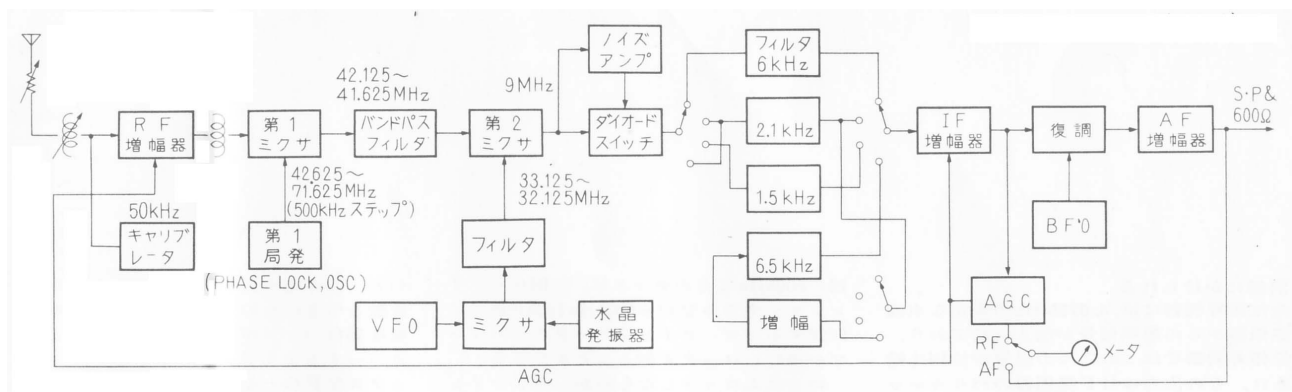 RF
増幅器
50kHz
キャリブ
レータ
第1
ミクサ
42625～
71.625MHz
(500kHzステップ)
第1
局発
(PHASE LOCK,OSC)
42.125～
41.625MHz
バンドパス
フィルタ
第2
ミクサ
33.125～
32.125MHz
フィルタ
VFO
ミクサ
水晶
発振器
9MHz
ノイズ
アンプ
ダイオード
スイッチ
フィルタ
6kHz
2.1kHz
1.5kHz
6.5kHz
増幅
IF
増幅器
復調
BFO
AF
増幅器
S・P&
600Ω
AGC
RF
AF
メータ
AGC